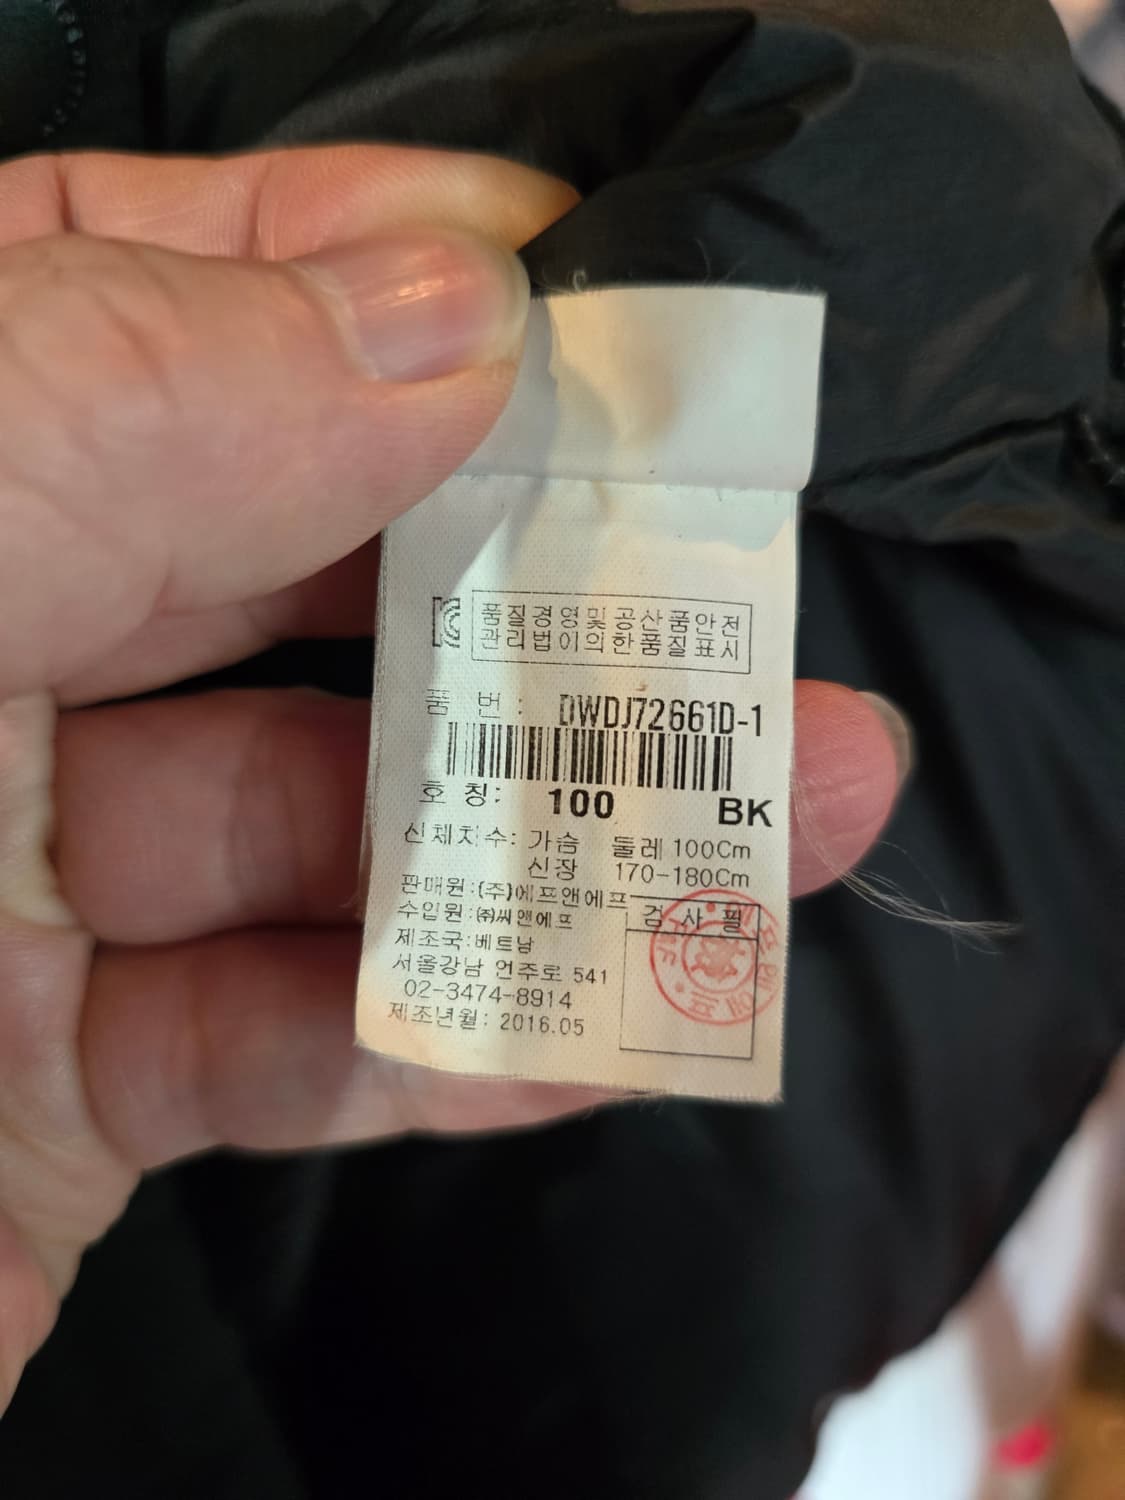 품질경영및공산품안전
관리법이의한품질표시
품 번: DWDJ72661D-1
호 칭: 100 BK
신체치수: 가슴 둘레 100Cm
신장 170-180Cm
판매원:(주)에프앤에프
수입원:㈜씨앤에프
검사필
제조국:베트남
서울강남 언주로 541
02-3474-8914
제조년월: 2016.05